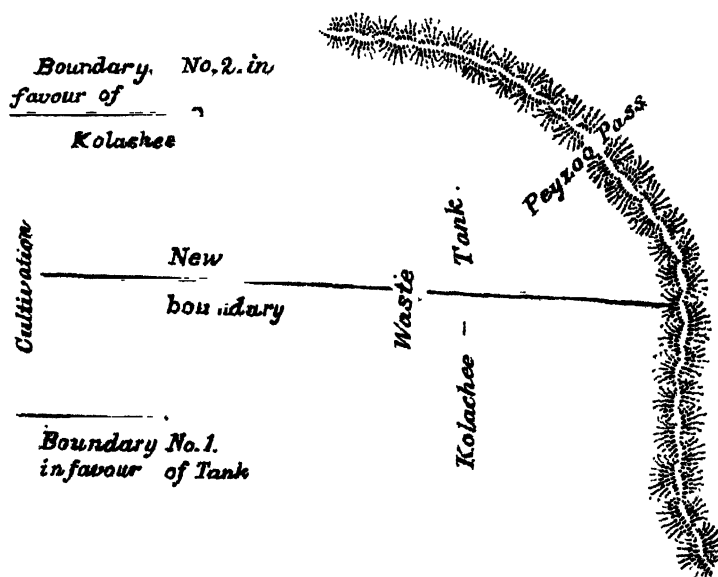 Boundary. No. 2. in
favour of
Kolachee
Peyzoo Pass
Cultivation
New
boundary
Waste
Tank.
Kolachee –
Boundary No. 1.
in favour of Tank